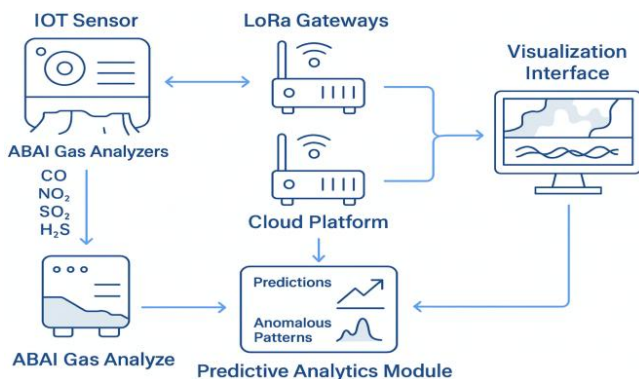 IOT Sensor
LoRa Gateways
Visualization
Interface
ABAI Gas Analyzers
CO
NO₂
SO₂
H₂S
Cloud Platform
Predictions
Anomalous
Patterns
ABAI Gas Analyze
Predictive Analytics Module